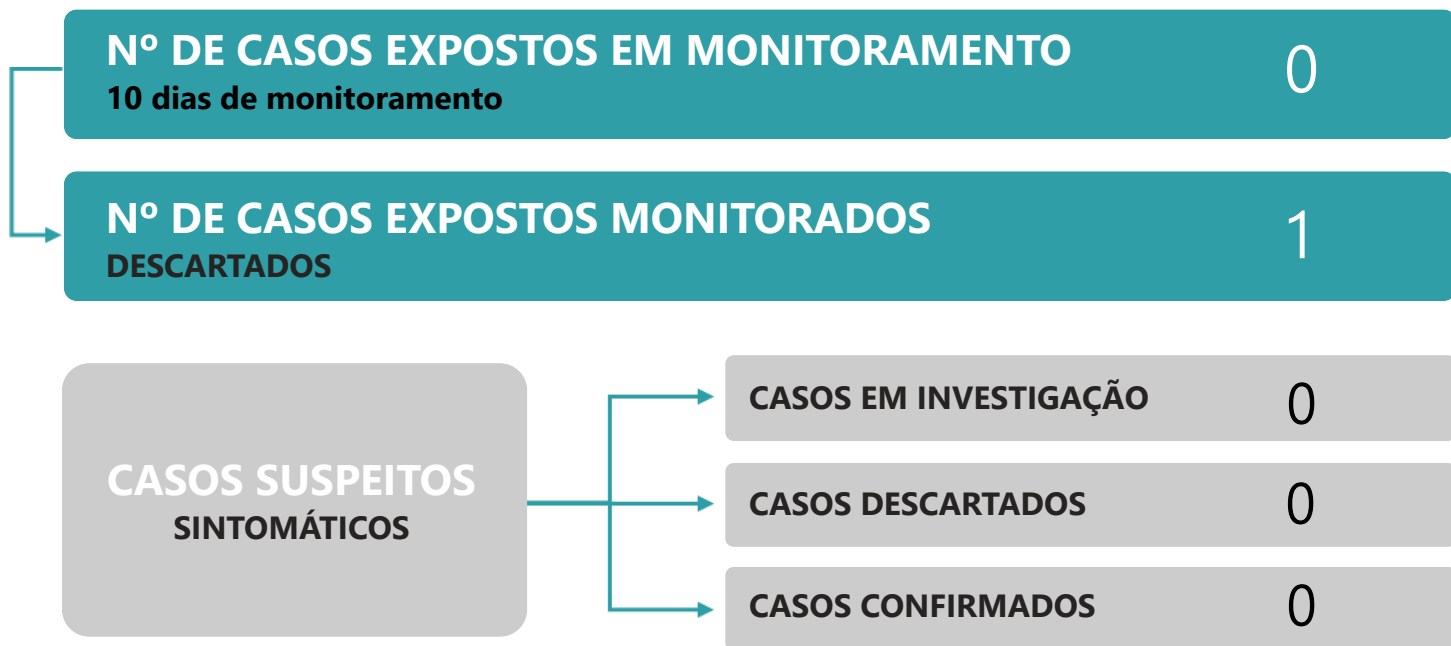 Nº DE CASOS EXPOSTOS EM MONITORAMENTO 0
10 dias de monitoramento
Nº DE CASOS EXPOSTOS MONITORADOS 1
DESCARTADOS
CASOS SUSPEITOS
SINTOMÁTICOS
CASOS EM INVESTIGAÇÃO 0
CASOS DESCARTADOS 0
CASOS CONFIRMADOS 0